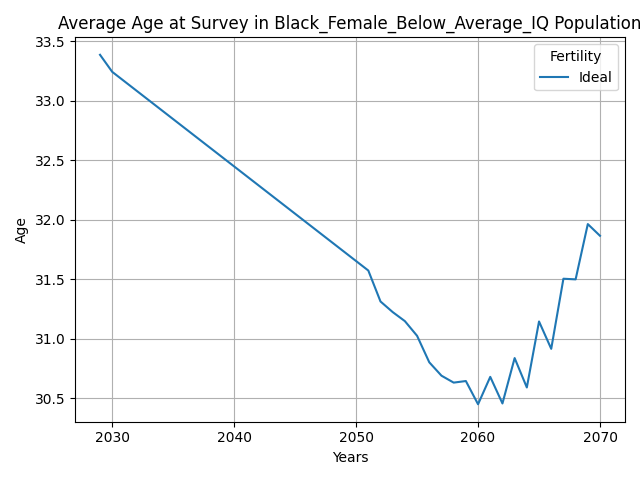 Average Age at Survey in Black_Female_Below_Average_IQ Population
33.5
33.0
32.5
32.0
31.5
31.0
30.5
Age
Fertility
Ideal
2030 2040 2050 2060 2070
Years